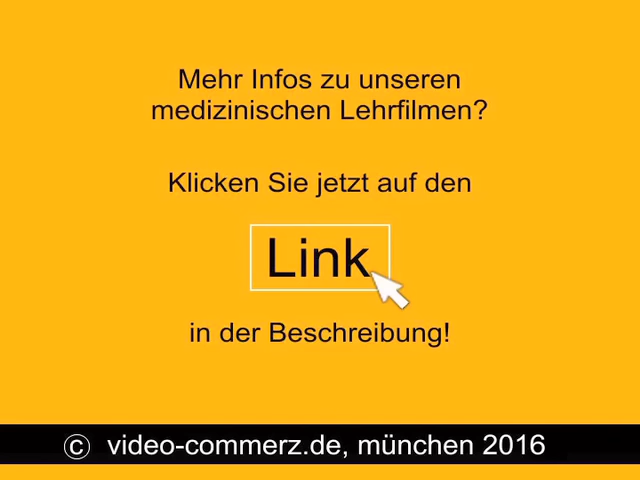 Mehr Infos zu unseren
medizinischen Lehrfilmen?
Klicken Sie jetzt auf den
Link
in der Beschreibung!
© video-commerz.de, münchen 2016